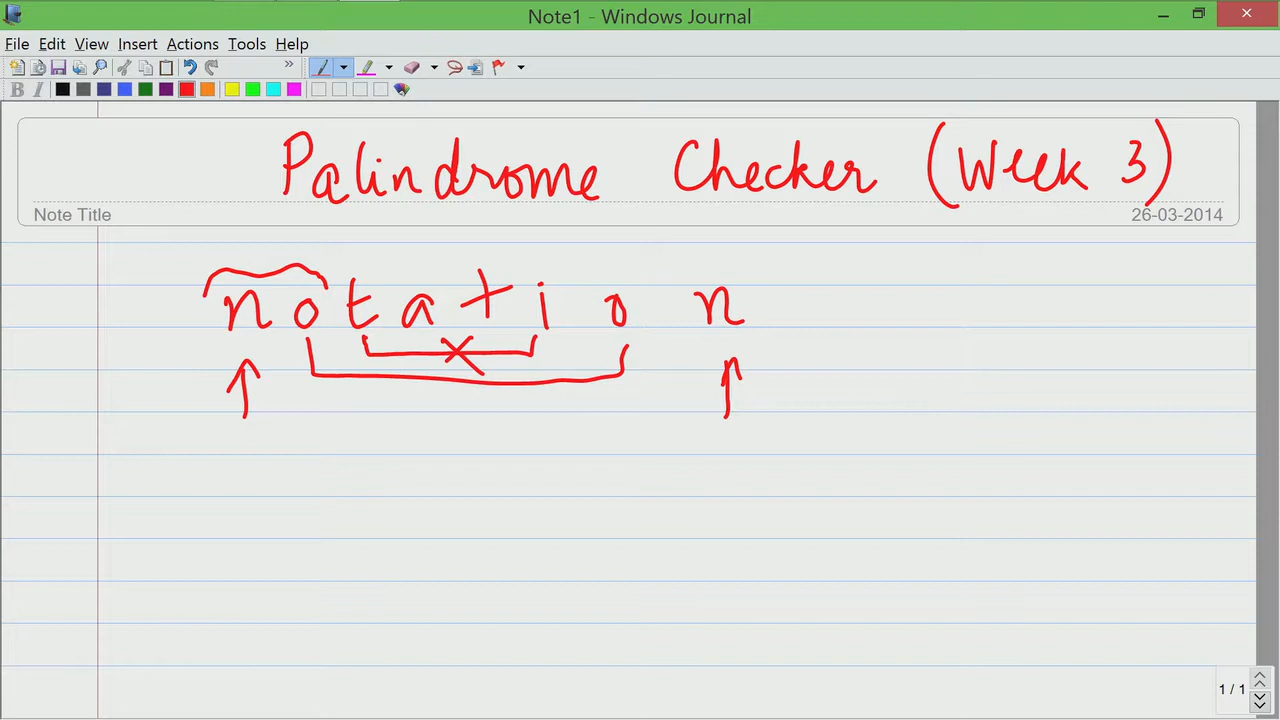 Note1 - Windows Journal
File Edit View Insert Actions Tools Help
B I
Palindrome Checker (Week 3)
Note Title 26-03-2014
n o t a t i o n
1 / 1